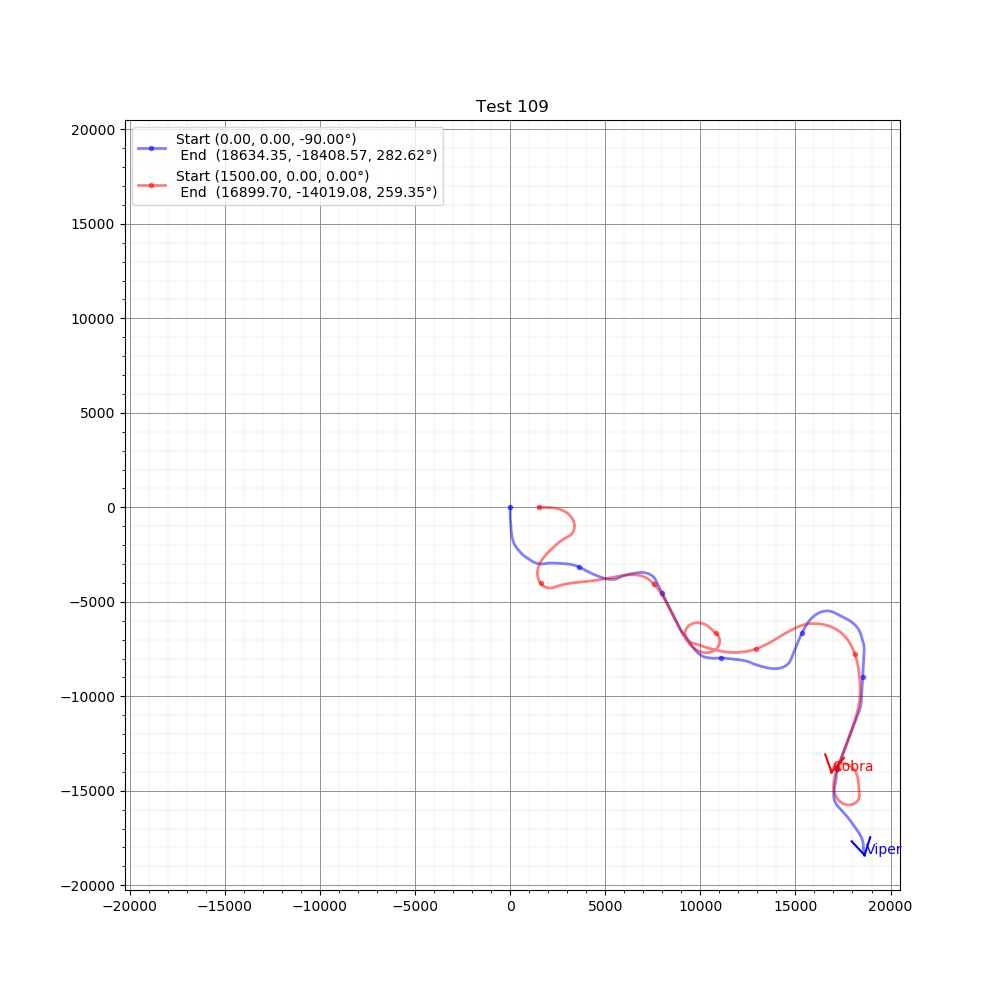 Test 109
Start (0.00, 0.00, -90.00°)
End  (18634.35, -18408.57, 282.62°)
Start (1500.00, 0.00, 0.00°)
End  (16899.70, -14019.08, 259.35°)
20000
15000
10000
5000
0
−5000
−10000
−15000
−20000
Cobra
Viper
−20000 −15000 −10000 −5000 0 5000 10000 15000 20000